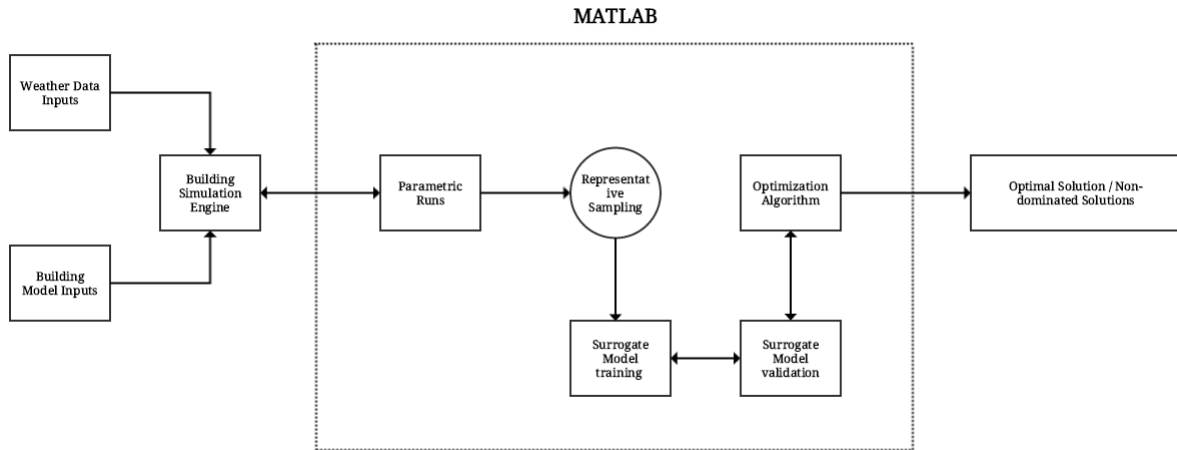 MATLAB
Weather Data
Inputs
Building
Simulation
Engine
Building
Model Inputs
Parametric
Runs
Representat
ive
Sampling
Surrogate
Model
training
Surrogate
Model
validation
Optimization
Algorithm
Optimal Solution / Non-
dominated Solutions